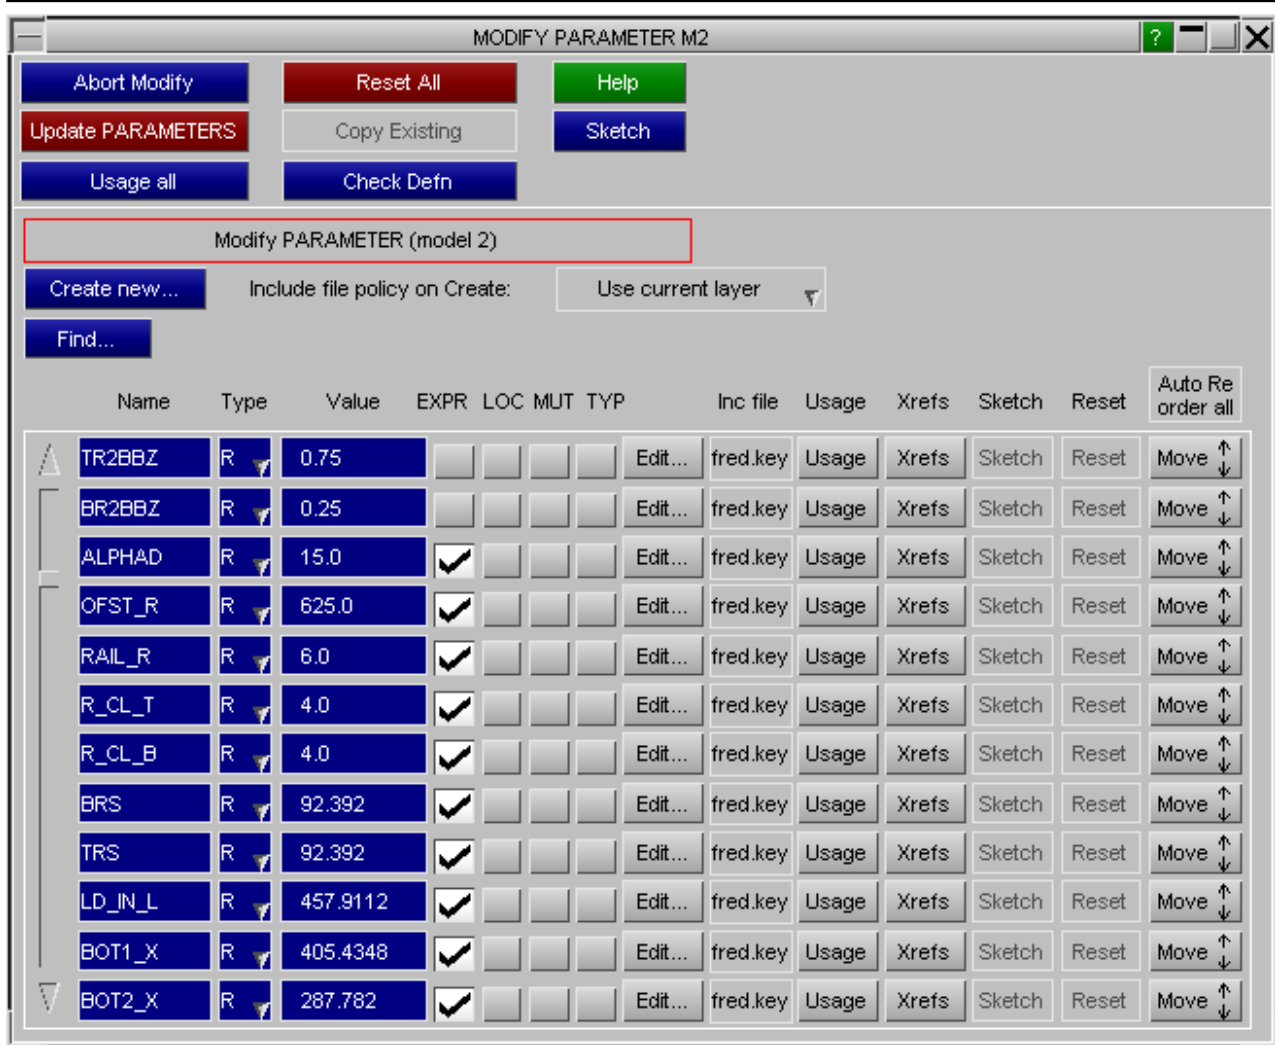 MODIFY PARAMETER M2 ?
Abort Modify Reset All Help
Update PARAMETERS Copy Existing Sketch
Usage all Check Defn
Modify PARAMETER (model 2)
Create new... Include file policy on Create: Use current layer
Find...
Name Type Value EXPR LOC MUT TYP Inc file Usage Xrefs Sketch Reset Auto Re
order all
TR2BBZ R 0.75 Edit... fred.key Usage Xrefs Sketch Reset Move
BR2BBZ R 0.25 Edit... fred.key Usage Xrefs Sketch Reset Move
ALPHAD R 15.0 Edit... fred.key Usage Xrefs Sketch Reset Move
OFST_R R 625.0 Edit... fred.key Usage Xrefs Sketch Reset Move
RAIL_R R 6.0 Edit... fred.key Usage Xrefs Sketch Reset Move
R_CL_T R 4.0 Edit... fred.key Usage Xrefs Sketch Reset Move
R_CL_B R 4.0 Edit... fred.key Usage Xrefs Sketch Reset Move
BRS R 92.392 Edit... fred.key Usage Xrefs Sketch Reset Move
TRS R 92.392 Edit... fred.key Usage Xrefs Sketch Reset Move
LD_IN_L R 457.9112 Edit... fred.key Usage Xrefs Sketch Reset Move
BOT1_X R 405.4348 Edit... fred.key Usage Xrefs Sketch Reset Move
BOT2_X R 287.782 Edit... fred.key Usage Xrefs Sketch Reset Move